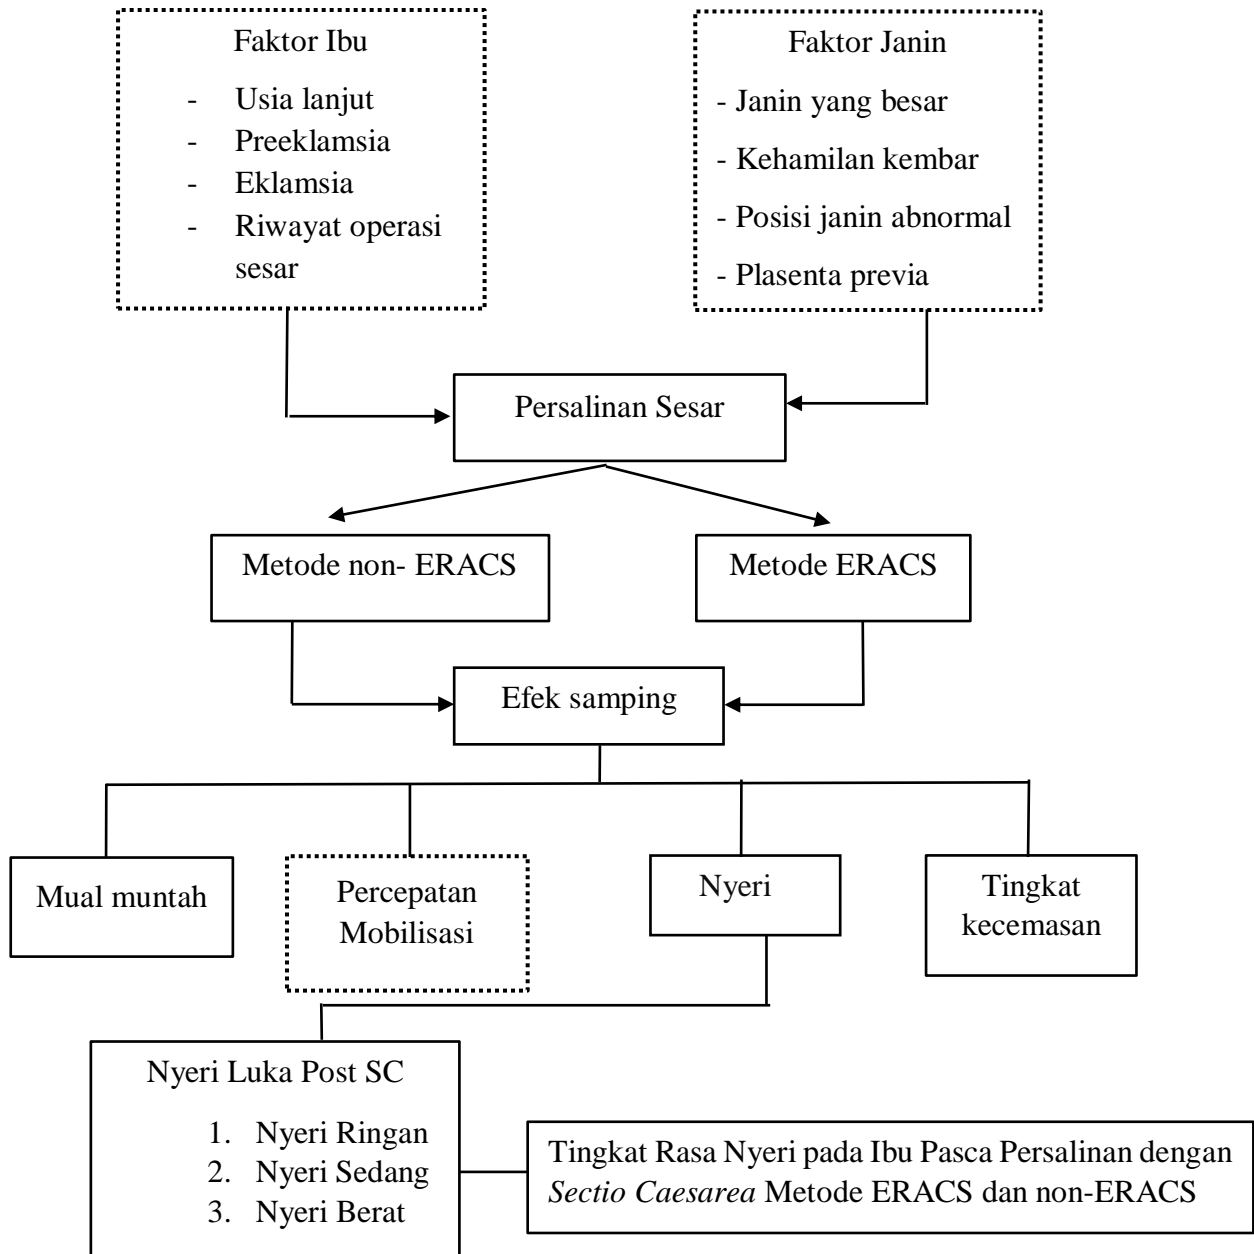 Faktor Ibu
- Usia lanjut
- Preeklamsia
- Eklamsia
- Riwayat operasi
sesar
Faktor Janin
- Janin yang besar
- Kehamilan kembar
- Posisi janin abnormal
- Plasenta previa
Persalinan Sesar
Metode non- ERACS
Metode ERACS
Efek samping
Mual muntah
Percepatan
Mobilisasi
Nyeri
Tingkat
kecemasan
Nyeri Luka Post SC
1. Nyeri Ringan
2. Nyeri Sedang
3. Nyeri Berat
Tingkat Rasa Nyeri pada Ibu Pasca Persalinan dengan
Sectio Caesarea Metode ERACS dan non-ERACS